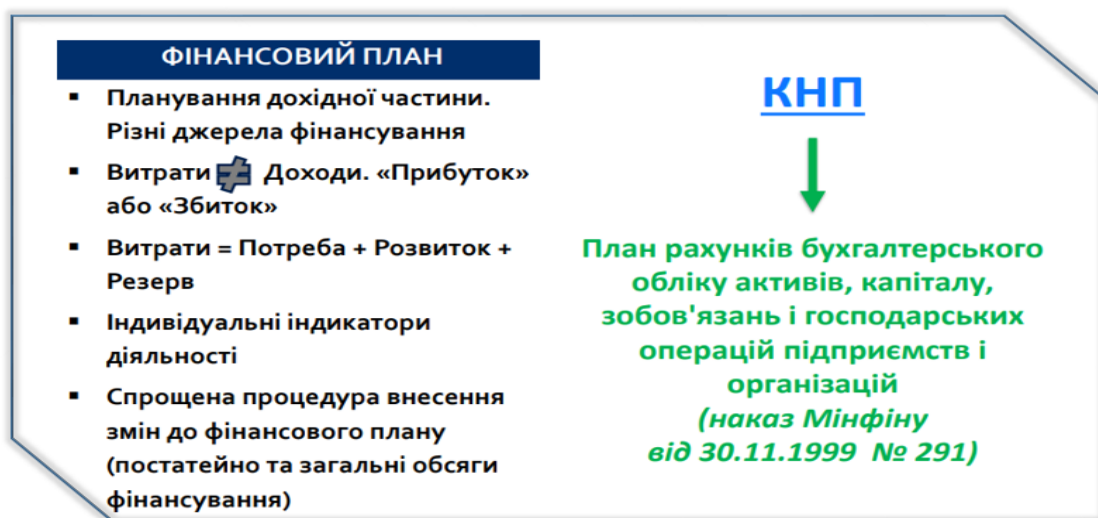 ФІНАНСОВИЙ ПЛАН
▪ Планування дохідної частини.
Різні джерела фінансування
▪ Витрати ≠ Доходи. «Прибуток»
або «Збиток»
▪ Витрати = Потреба + Розвиток +
Резерв
▪ Індивідуальні індикатори
діяльності
▪ Спрощена процедура внесення
змін до фінансового плану
(постатейно та загальні обсяги
фінансування)
КНП
План рахунків бухгалтерського
обліку активів, капіталу,
зобов'язань і господарських
операцій підприємств і
організацій
(наказ Мінфіну
від 30.11.1999 № 291)